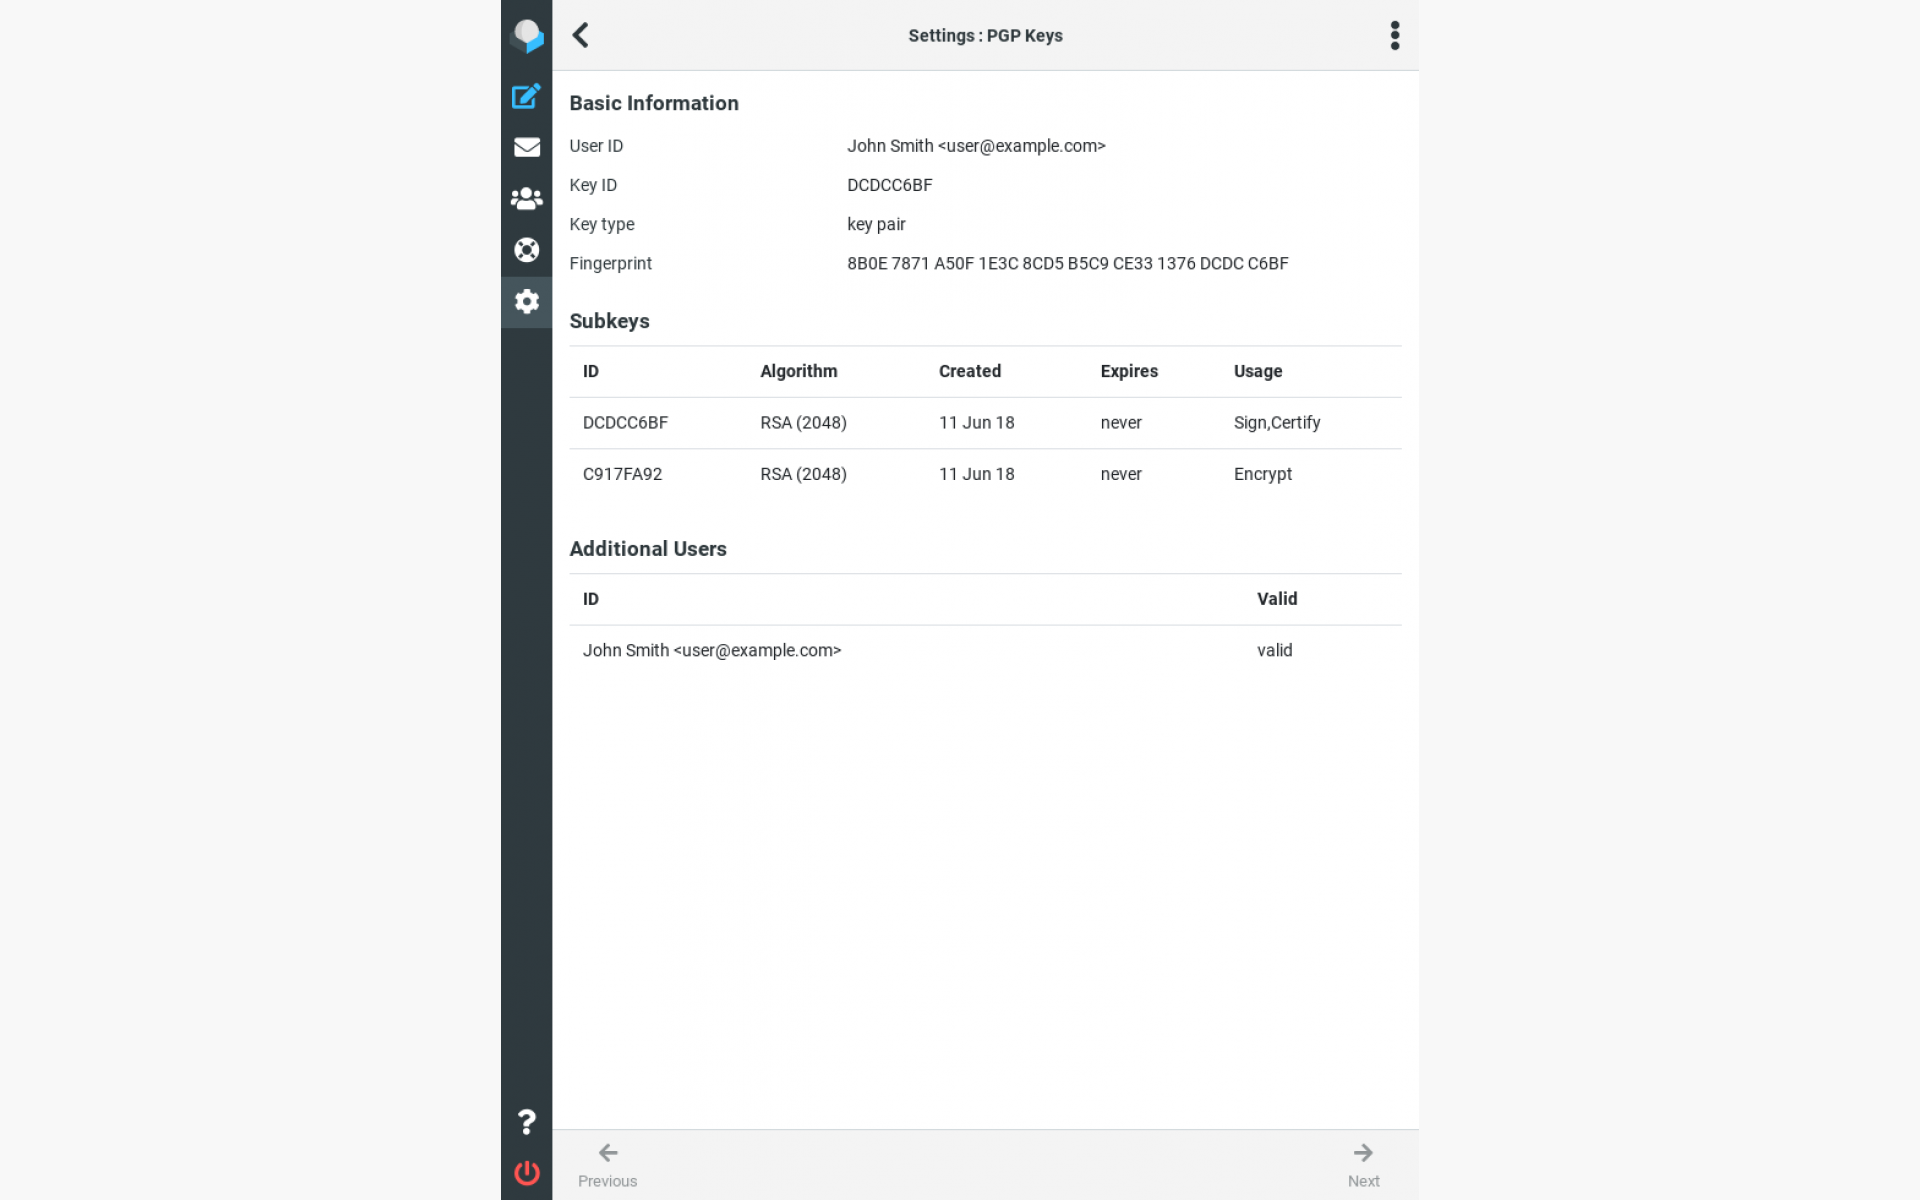 Settings : PGP Keys
Basic Information
User ID John Smith <user@example.com>
Key ID DCDCC6BF
Key type key pair
Fingerprint 8B0E 7871 A50F 1E3C 8CD5 B5C9 CE33 1376 DCDC C6BF
Subkeys
ID Algorithm Created Expires Usage
DCDCC6BF RSA (2048) 11 Jun 18 never Sign,Certify
C917FA92 RSA (2048) 11 Jun 18 never Encrypt
Additional Users
ID Valid
John Smith <user@example.com> valid
Previous Next